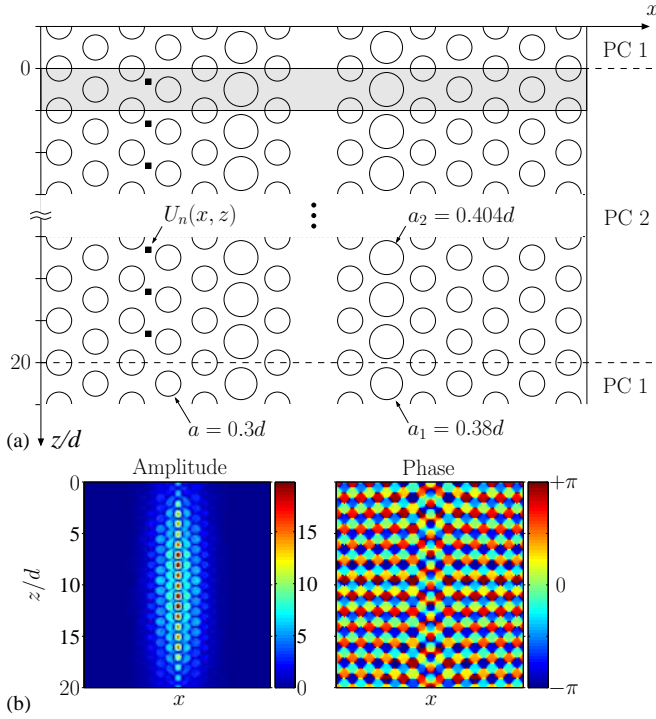 x
PC 1
0
U_n(x, z)
a_2 = 0.404d
PC 2
20
PC 1
a = 0.3d
a_1 = 0.38d
(a) z/d
Amplitude
Phase
0
5
10
15
20
z/d
x
15
10
5
0
x
+π
0
−π
(b)